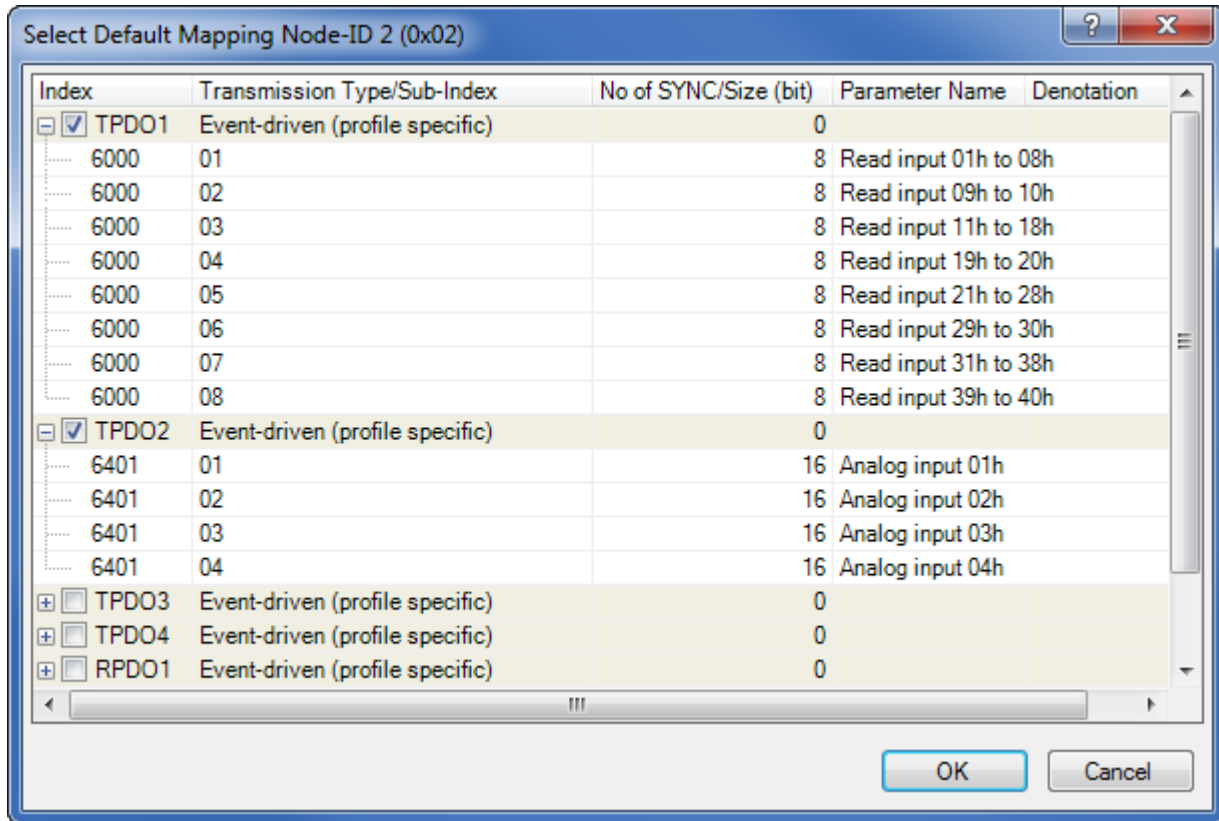 Select Default Mapping Node-ID 2 (0x02)
Index Transmission Type/Sub-Index No of SYNC/Size (bit) Parameter Name Denotation
TPDO1 Event-driven (profile specific) 0
6000 01 8 Read input 01h to 08h
6000 02 8 Read input 09h to 10h
6000 03 8 Read input 11h to 18h
6000 04 8 Read input 19h to 20h
6000 05 8 Read input 21h to 28h
6000 06 8 Read input 29h to 30h
6000 07 8 Read input 31h to 38h
6000 08 8 Read input 39h to 40h
TPDO2 Event-driven (profile specific) 0
6401 01 16 Analog input 01h
6401 02 16 Analog input 02h
6401 03 16 Analog input 03h
6401 04 16 Analog input 04h
TPDO3 Event-driven (profile specific) 0
TPDO4 Event-driven (profile specific) 0
RPDO1 Event-driven (profile specific) 0
OK Cancel